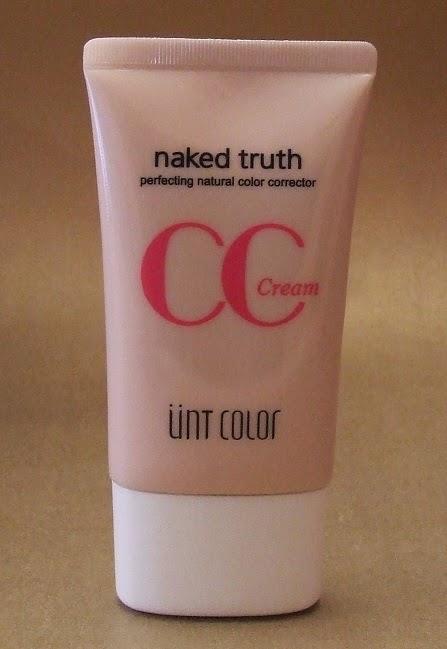 naked truth
perfecting natural color corrector
CC Cream
ünt color